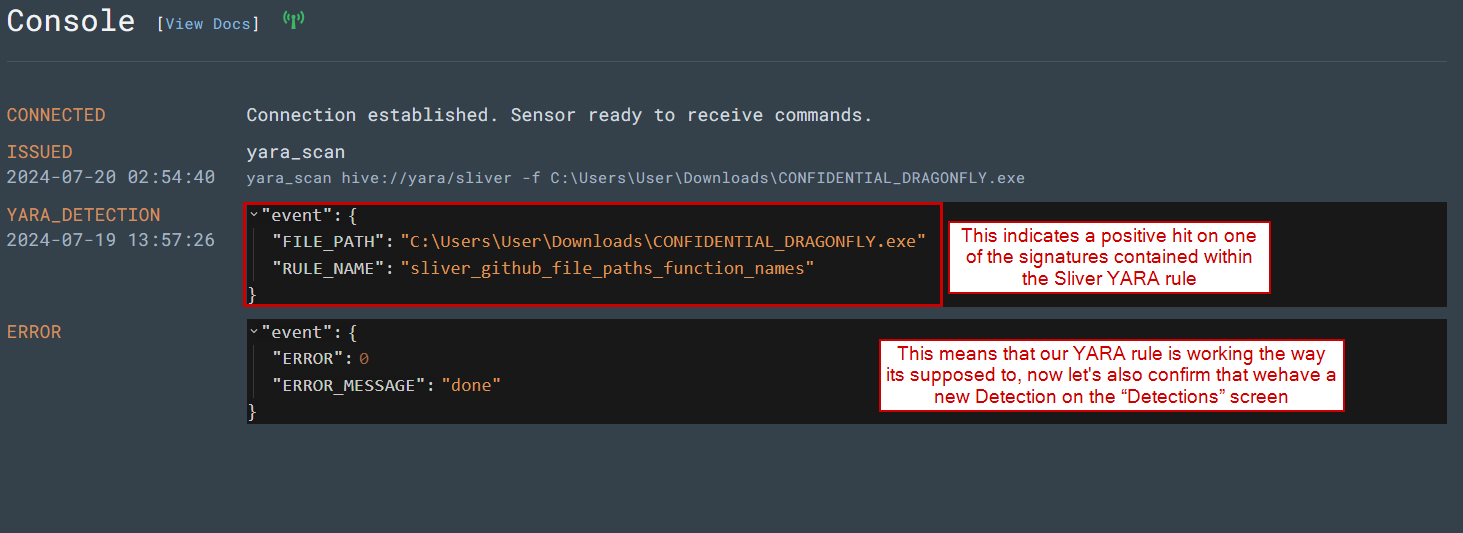 Console [View Docs]
CONNECTED Connection established. Sensor ready to receive commands.
ISSUED yara_scan
2024-07-20 02:54:40 yara_scan hive://yara/sliver -f C:\Users\User\Downloads\CONFIDENTIAL_DRAGONFLY.exe
YARA_DETECTION "event": {
2024-07-19 13:57:26 "FILE_PATH": "C:\Users\User\Downloads\CONFIDENTIAL_DRAGONFLY.exe"
"RULE_NAME": "sliver_github_file_paths_function_names"
}
This indicates a positive hit on one
of the signatures contained within
the Sliver YARA rule
ERROR "event": {
"ERROR": 0
"ERROR_MESSAGE": "done"
}
This means that our YARA rule is working the way
its supposed to, now let's also confirm that wehave a
new Detection on the “Detections” screen